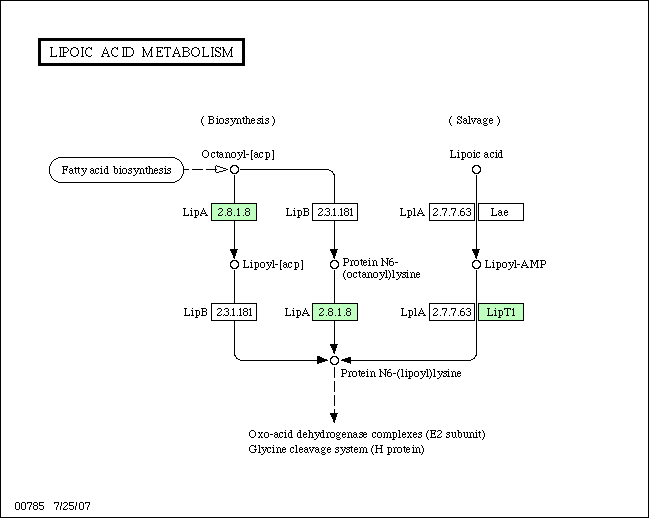 LIPOIC ACID METABOLISM
( Biosynthesis )
( Salvage )
Octanoyl-[acp]
Lipoic acid
Fatty acid biosynthesis
LipA 2.8.1.8
LipB 2.3.1.181
LplA 2.7.7.63 Lae
Lipoyl-[acp]
Protein N6-
(octanoyl)lysine
Lipoyl-AMP
LipB 2.3.1.181
LipA 2.8.1.8
LplA 2.7.7.63 LipT1
Protein N6-(lipoyl)lysine
Oxo-acid dehydrogenase complexes (E2 subunit)
Glycine cleavage system (H protein)
00785 7/25/07